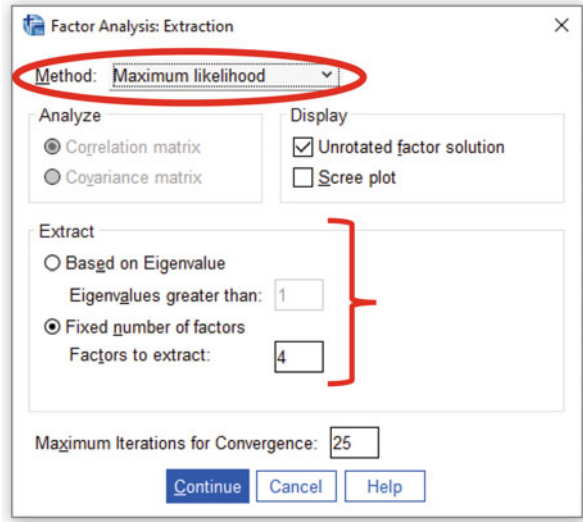 Factor Analysis: Extraction
Method: Maximum likelihood
Analyze
Correlation matrix
Covariance matrix
Display
Unrotated factor solution
Scree plot
Extract
Based on Eigenvalue
Eigenvalues greater than: 1
Fixed number of factors
Factors to extract: 4
Maximum Iterations for Convergence: 25
Continue Cancel Help